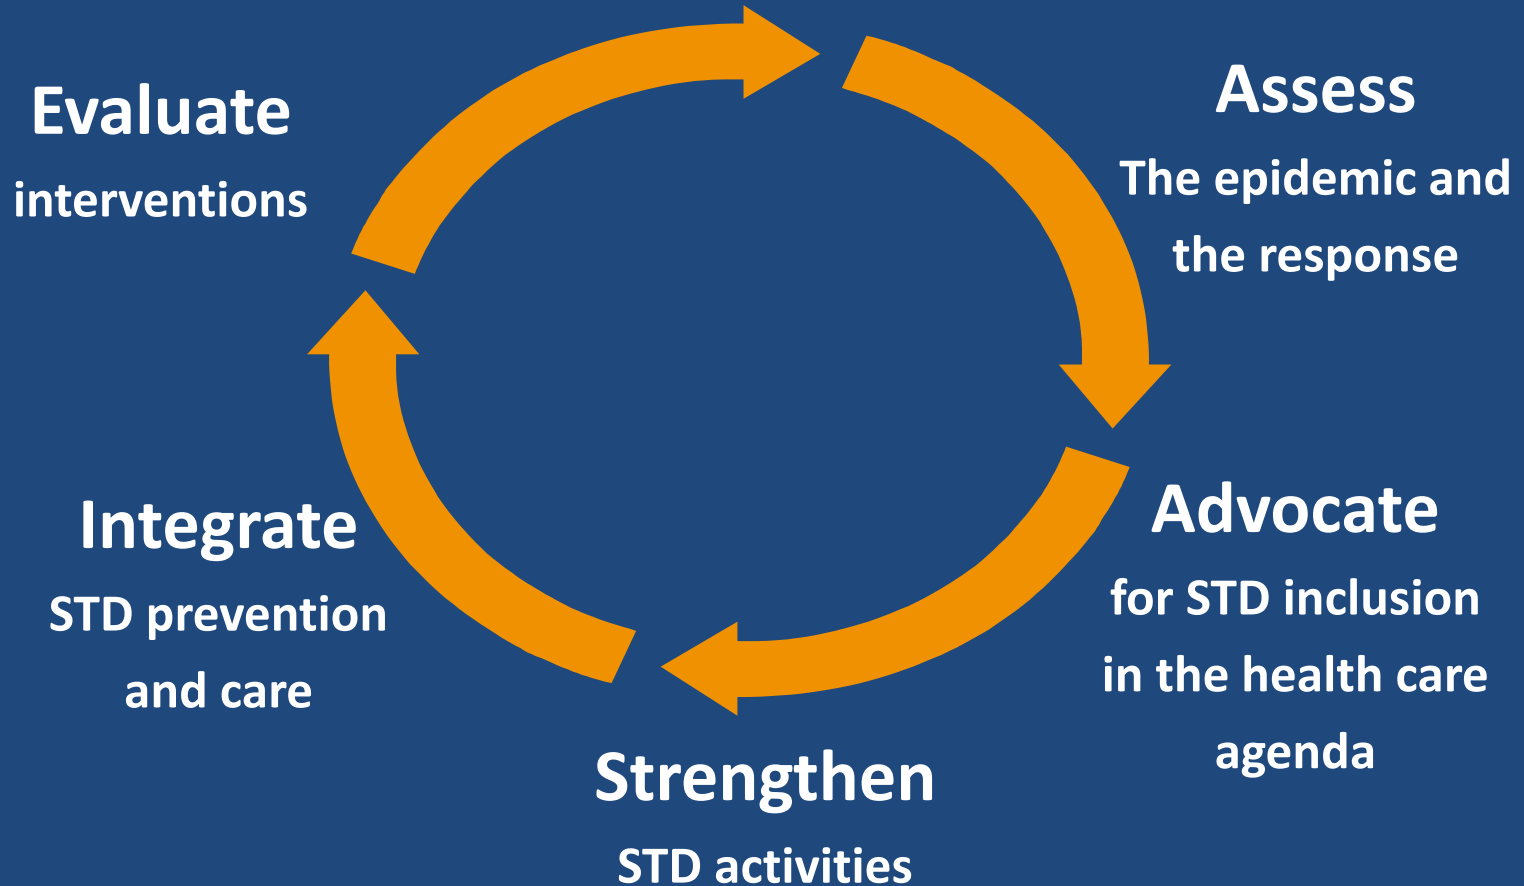 Evaluate
interventions
Assess
The epidemic and
the response
Advocate
for STD inclusion
in the health care
agenda
Strengthen
STD activities
Integrate
STD prevention
and care